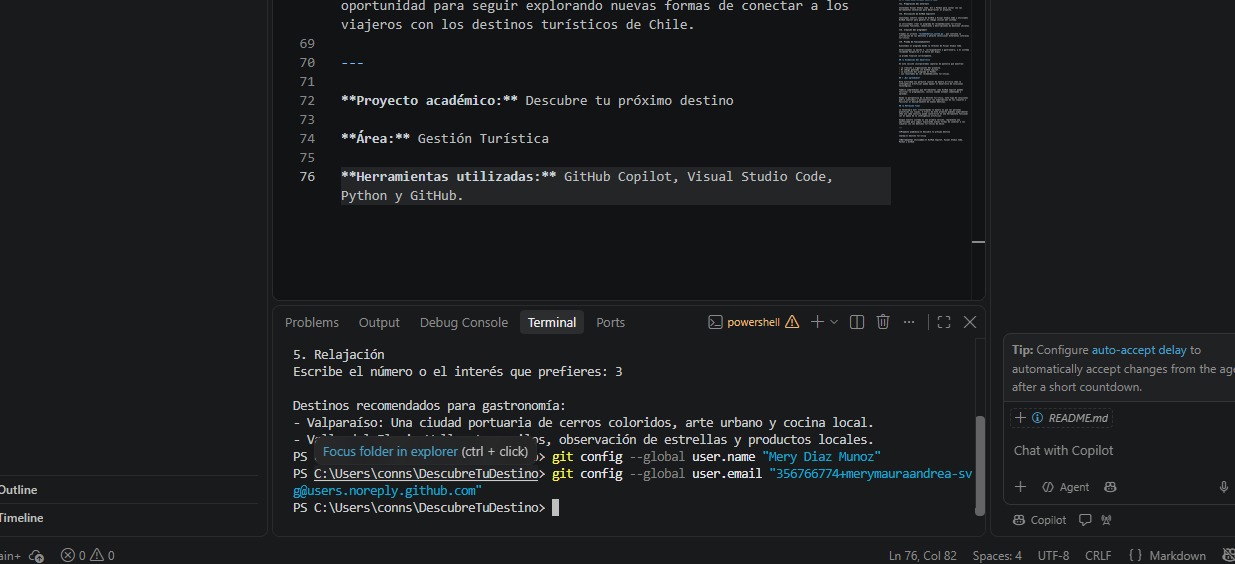 oportunidad para seguir explorando nuevas formas de conectar a los
viajeros con los destinos turísticos de Chile.
69
70 ---
71
72 **Proyecto académico:** Descubre tu próximo destino
73
74 **Área:** Gestión Turística
75
76 **Herramientas utilizadas:** GitHub Copilot, Visual Studio Code,
Python y GitHub.
Problems Output Debug Console Terminal Ports
powershell
5. Relajación
Escribe el número o el interés que prefieres: 3
Destinos recomendados para gastronomía:
- Valparaíso: Una ciudad portuaria de cerros coloridos, arte urbano y cocina local.
observación de estrellas y productos locales.
Focus folder in explorer (ctrl + click)
PS > git config --global user.name "Mery Diaz Munoz"
PS C:\Users\conns\DescubreTuDestino> git config --global user.email "356766774+merymauraandrea-sv
g@users.noreply.github.com"
PS C:\Users\conns\DescubreTuDestino>
Outline
Timeline
ain+ 0 0
Tip: Configure auto-accept delay to
automatically accept changes from the age
after a short countdown.
README.md
Chat with Copilot
Agent
Copilot
Ln 76, Col 82 Spaces: 4 UTF-8 CRLF {} Markdown